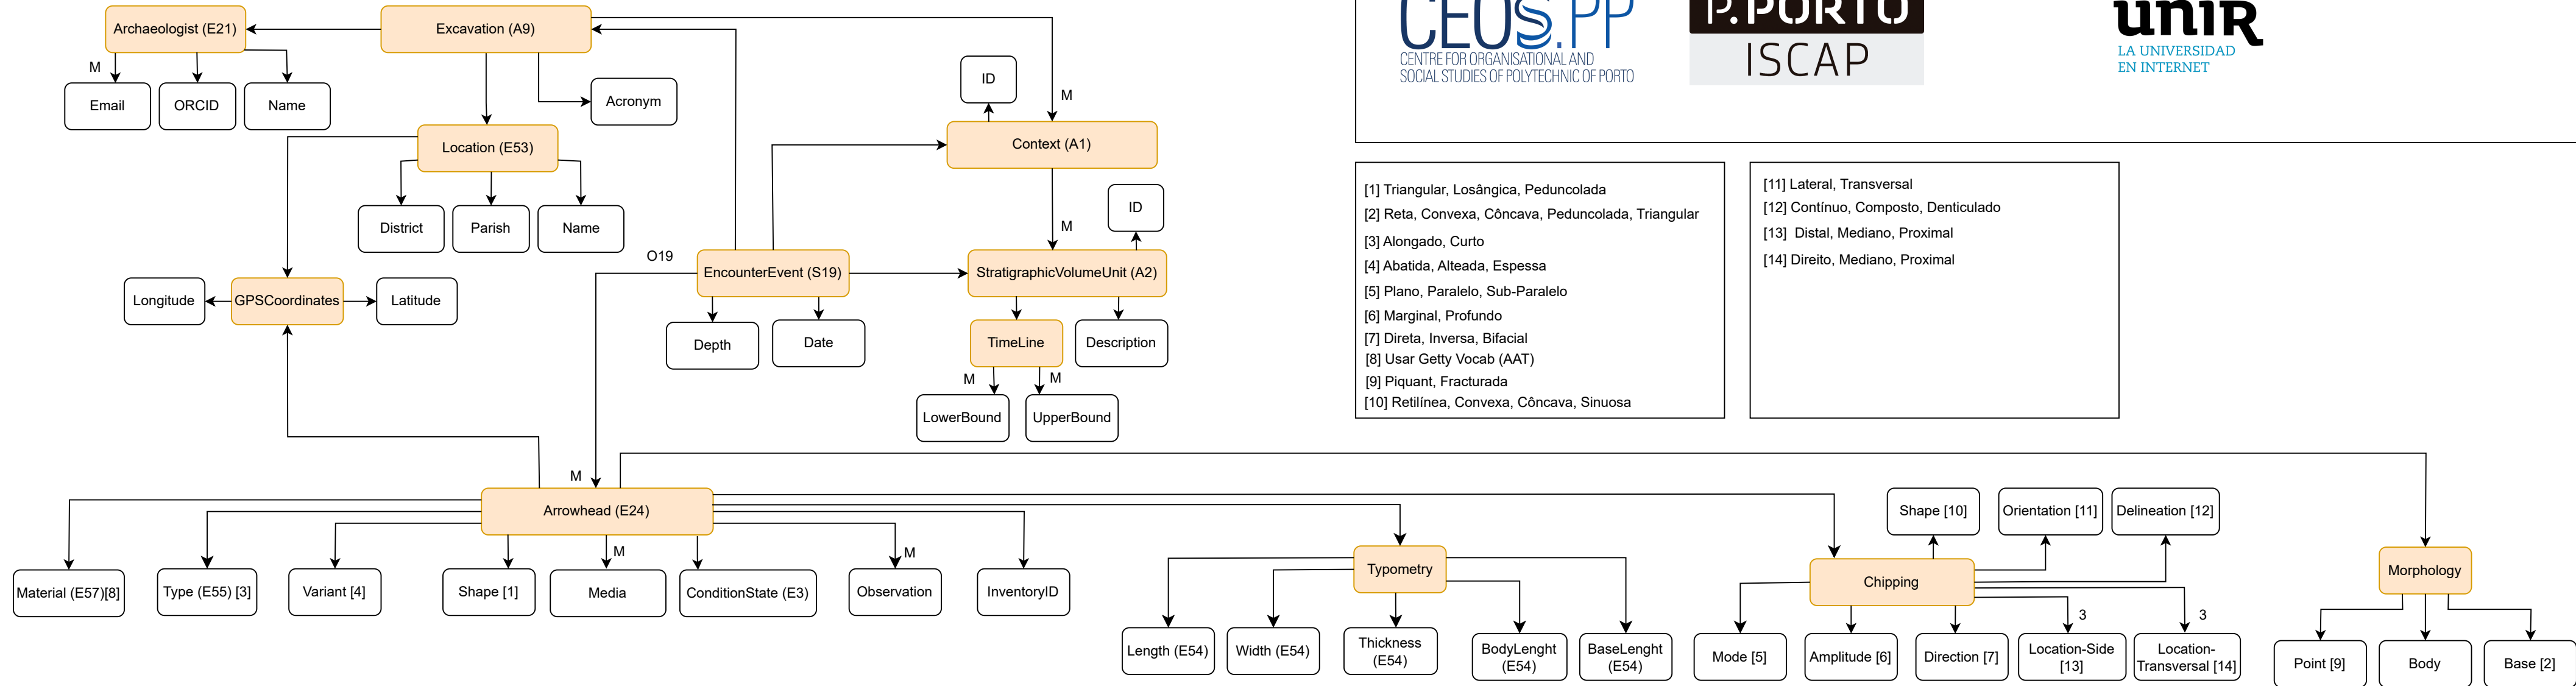 Archaeologist (E21)
Excavation (A9)
M
Email
ORCID
Name
Acronym
Location (E53)
District
Parish
Name
Longitude
GPSCoordinates
Latitude
ID
M
Context (A1)
M
ID
O19
EncounterEvent (S19)
StratigraphicVolumeUnit (A2)
Depth
Date
TimeLine
Description
M
M
LowerBound
UpperBound
CEOS.PP
CENTRE FOR ORGANISATIONAL AND
SOCIAL STUDIES OF POLYTECHNIC OF PORTO
P.PORTO
ISCAP
unir
LA UNIVERSIDAD
EN INTERNET
[1] Triangular, Losângica, Peduncolada
[2] Reta, Convexa, Côncava, Peduncolada, Triangular
[3] Alongado, Curto
[4] Abatida, Alteada, Espessa
[5] Plano, Paralelo, Sub-Paralelo
[6] Marginal, Profundo
[7] Direta, Inversa, Bifacial
[8] Usar Getty Vocab (AAT)
[9] Piquant, Fracturada
[10] Retilínea, Convexa, Côncava, Sinuosa
[11] Lateral, Transversal
[12] Contínuo, Composto, Denticulado
[13] Distal, Mediano, Proximal
[14] Direito, Mediano, Proximal
M
Arrowhead (E24)
M
M
Material (E57)[8]
Type (E55) [3]
Variant [4]
Shape [1]
Media
ConditionState (E3)
Observation
InventoryID
Typometry
Length (E54)
Width (E54)
Thickness
(E54)
BodyLenght
(E54)
BaseLenght
(E54)
Shape [10]
Orientation [11]
Delineation [12]
Chipping
3
3
Mode [5]
Amplitude [6]
Direction [7]
Location-Side
[13]
Location-
Transversal [14]
Morphology
Point [9]
Body
Base [2]